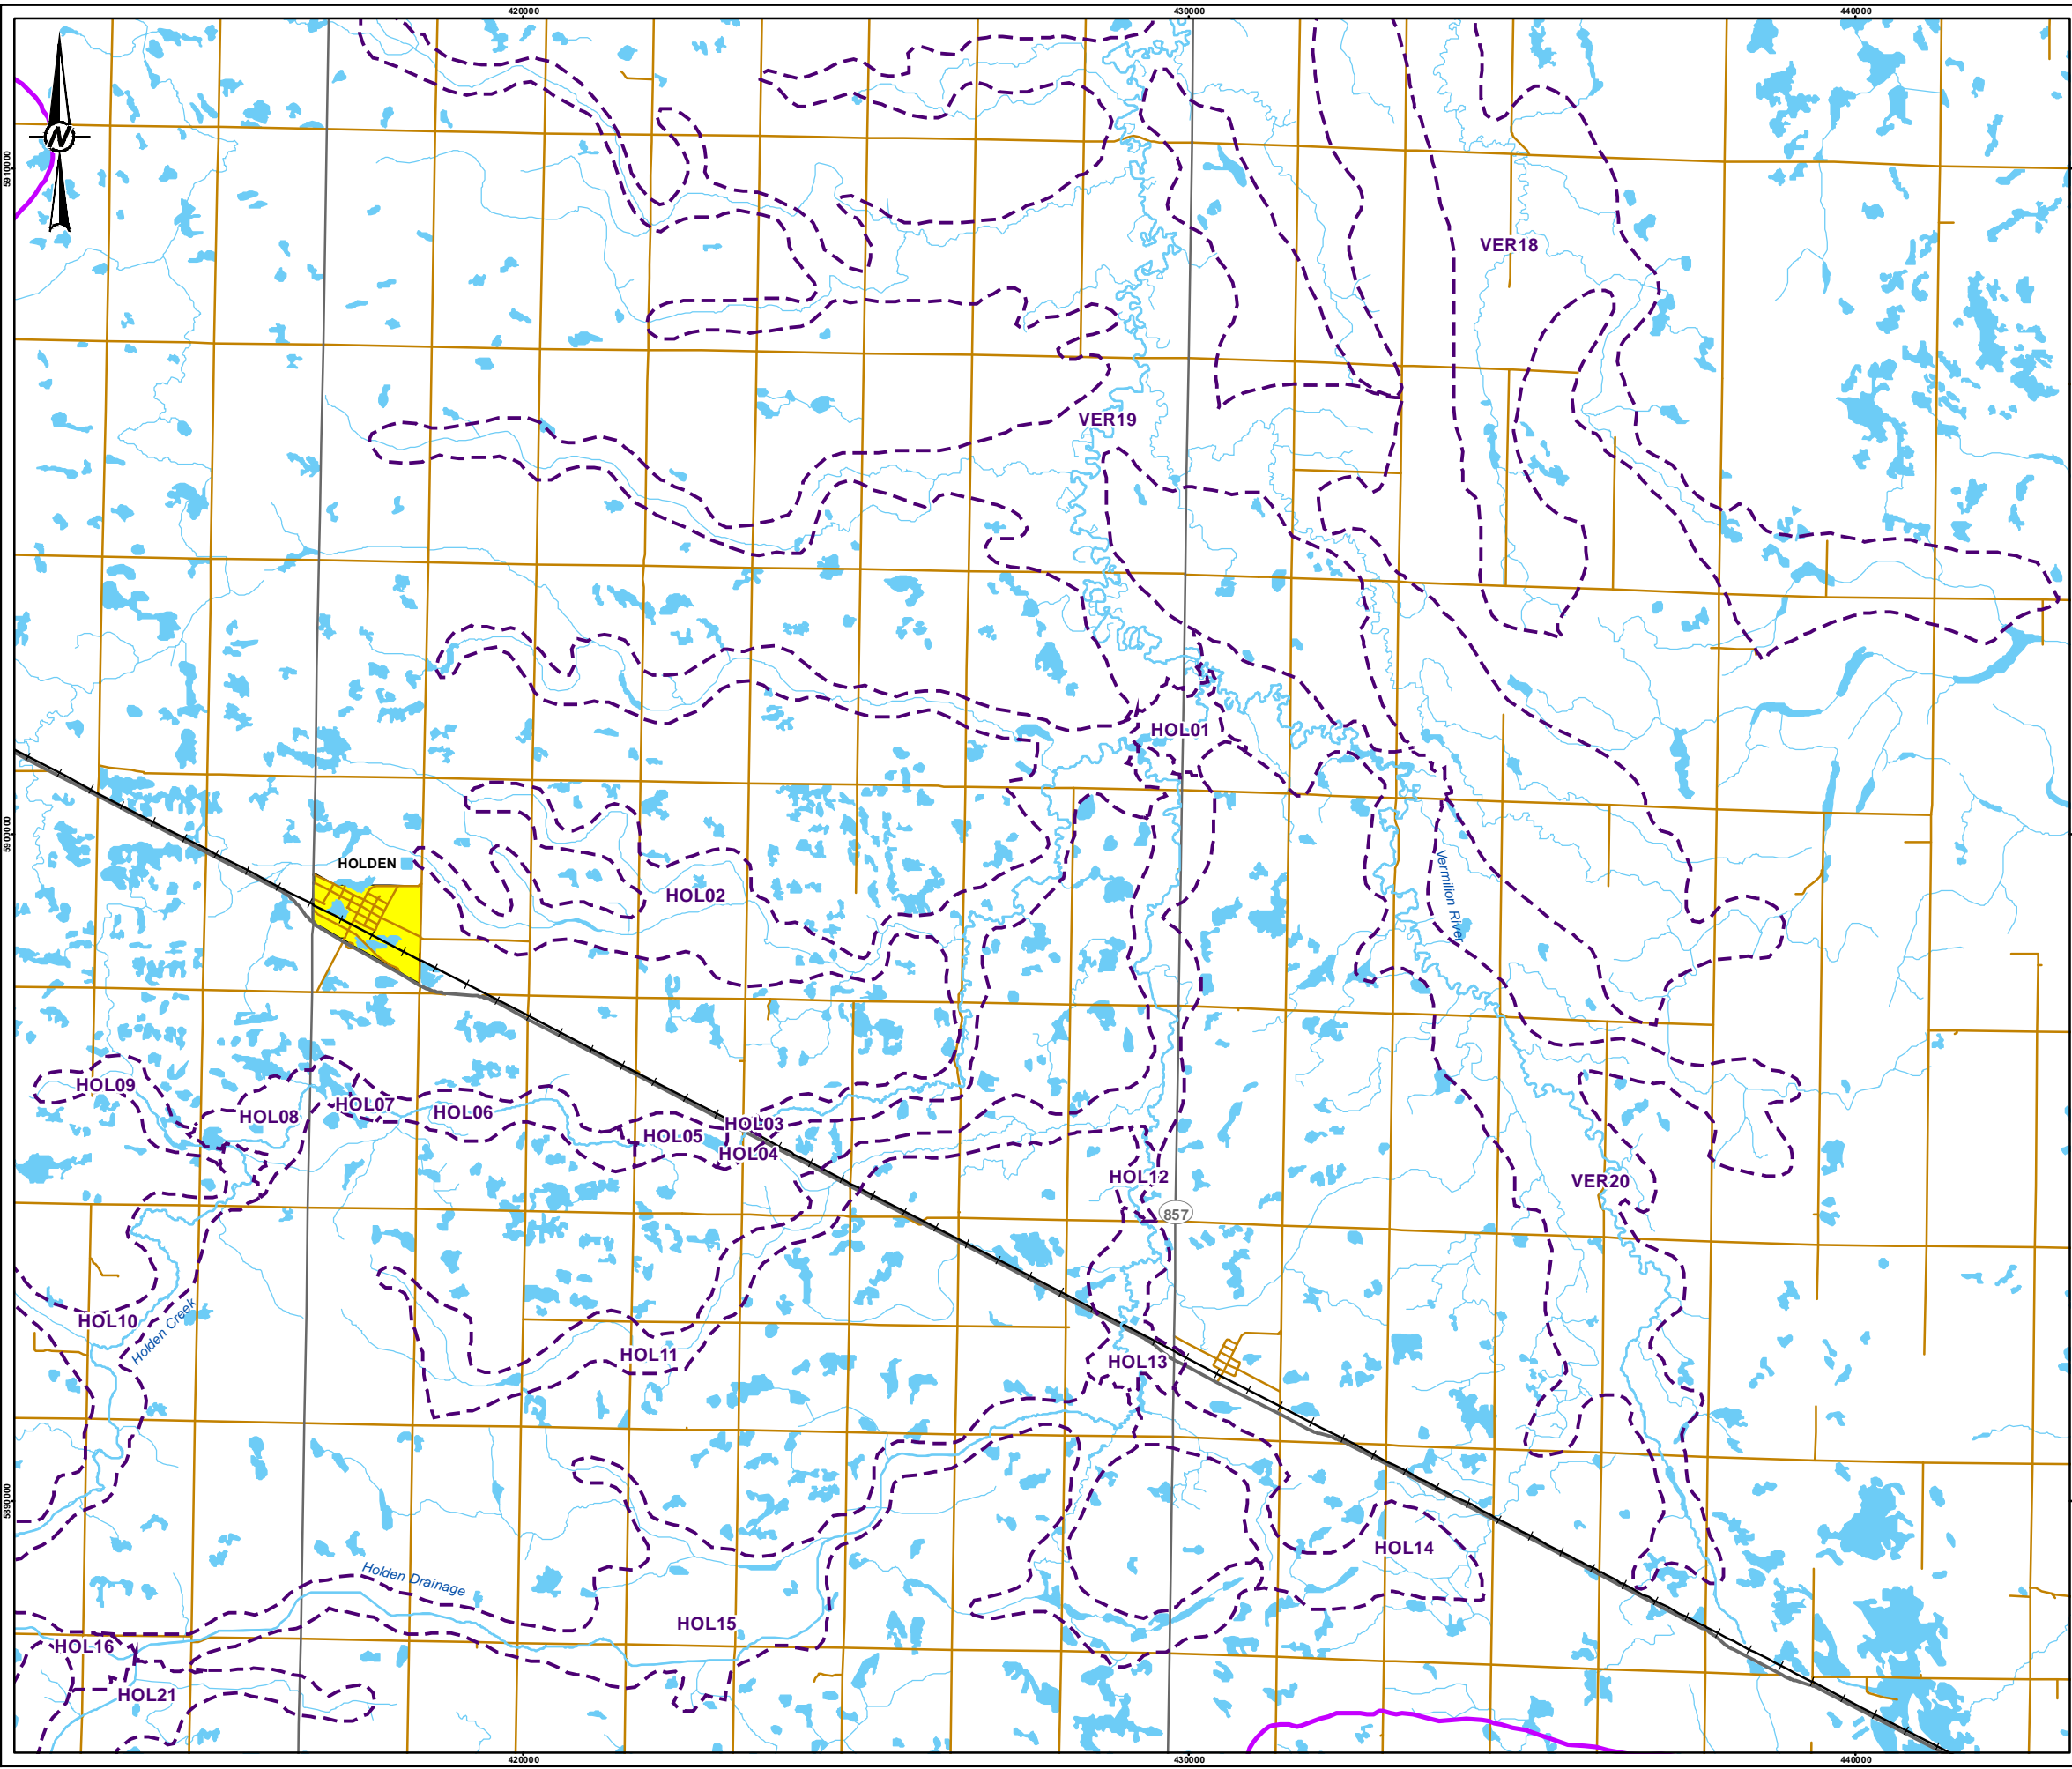 420000
430000
440000
N
5910000
VER18
VER19
HOL01
5900000
HOLDEN
HOL02
Vermilion River
HOL09
HOL08
HOL07
HOL06
HOL05
HOL03
HOL04
HOL12
VER20
857
HOL10
Holden Creek
HOL11
HOL13
5890000
HOL14
Holden Drainage
HOL15
HOL16
HOL21
420000
430000
440000